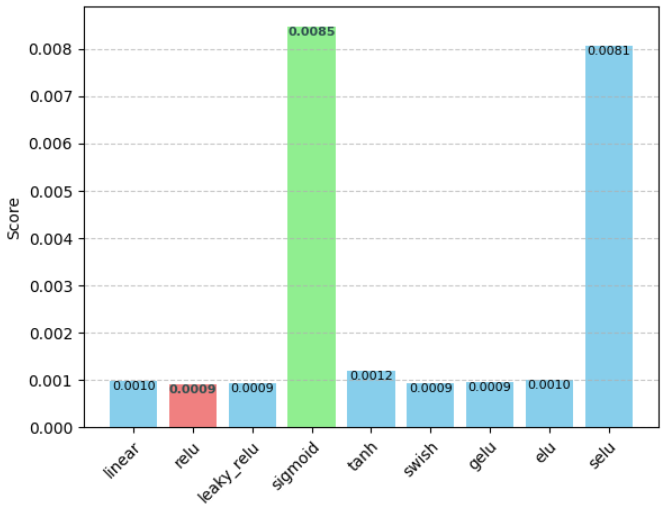 0.008
0.007
0.006
0.005
0.004
0.003
0.002
0.001
0.000
Score
0.0010
0.0009
0.0009
0.0085
0.0012
0.0009
0.0009
0.0010
0.0081
linear
relu
leaky_relu
sigmoid
tanh
swish
gelu
elu
selu